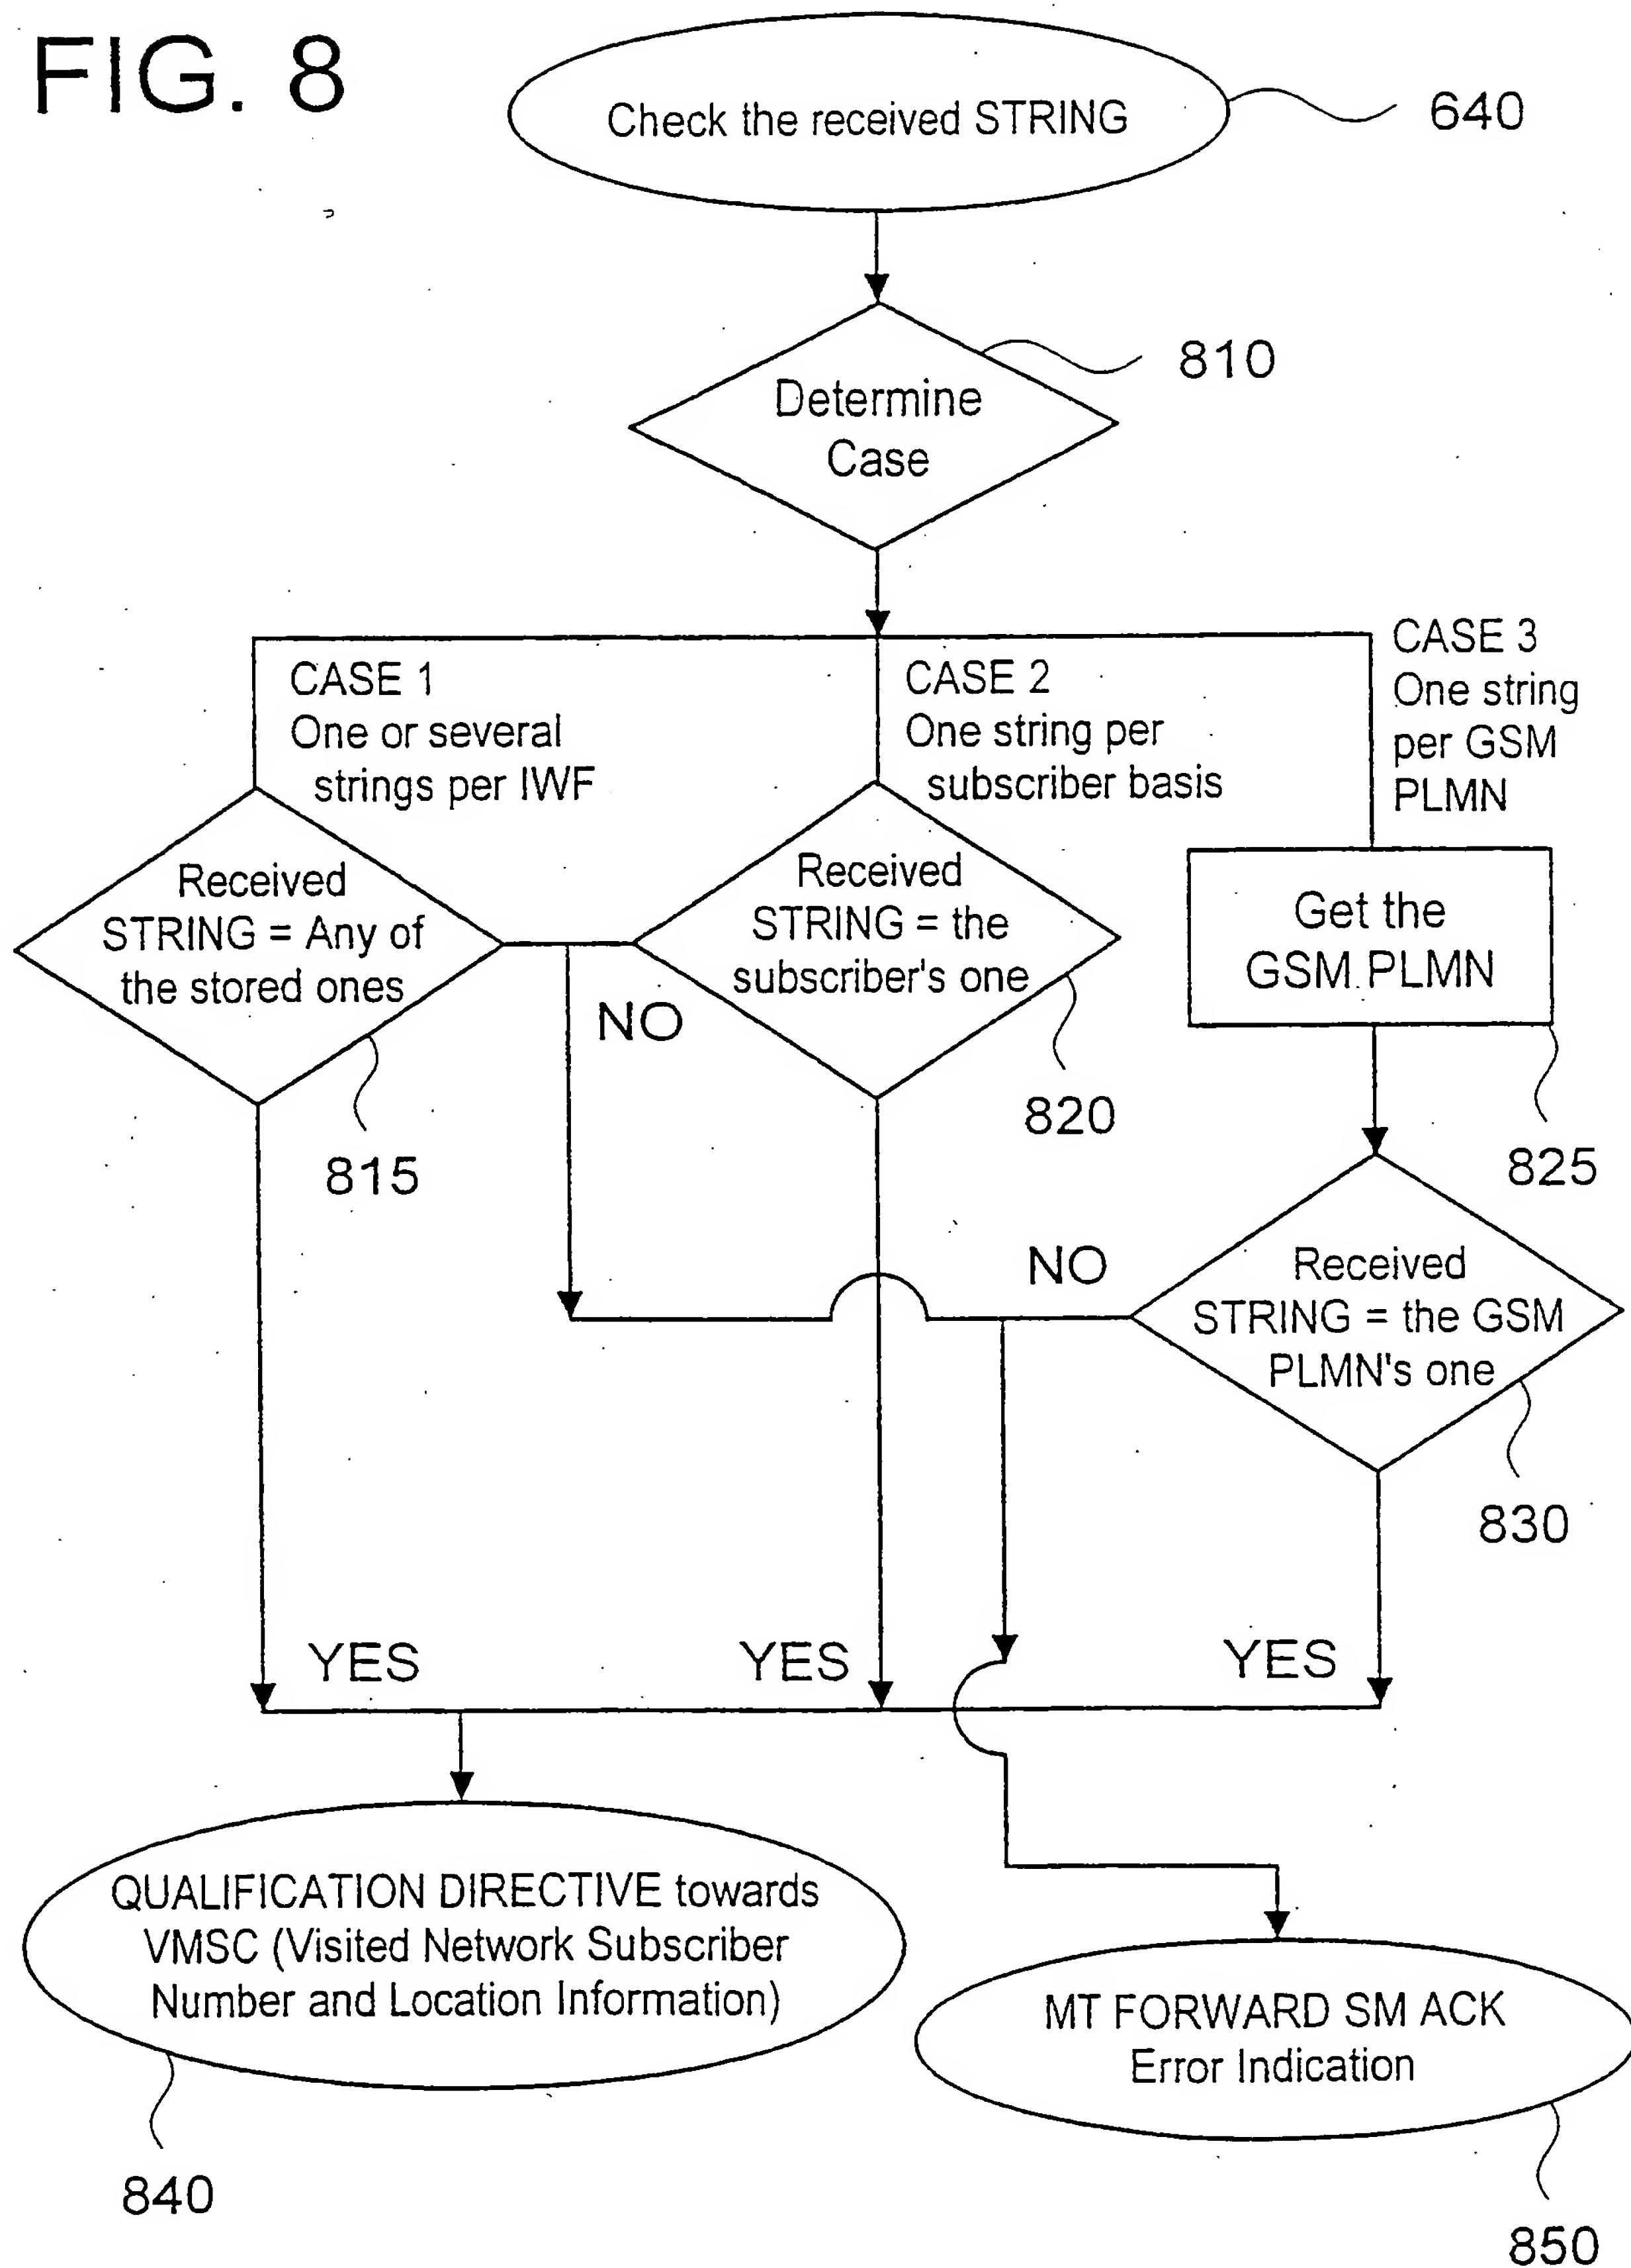 FIG. 8
Check the received STRING
640
810
Determine
Case
CASE 1
One or several
strings per IWF
CASE 2
One string per
subscriber basis
CASE 3
One string
per GSM
PLMN
Received
STRING = Any of
the stored ones
Received
STRING = the
subscriber's one
Get the
GSM PLMN
NO
815
820
825
NO
Received
STRING = the GSM
PLMN's one
830
YES
YES
YES
QUALIFICATION DIRECTIVE towards
VMSC (Visited Network Subscriber
Number and Location Information)
MT FORWARD SM ACK
Error Indication
840
850